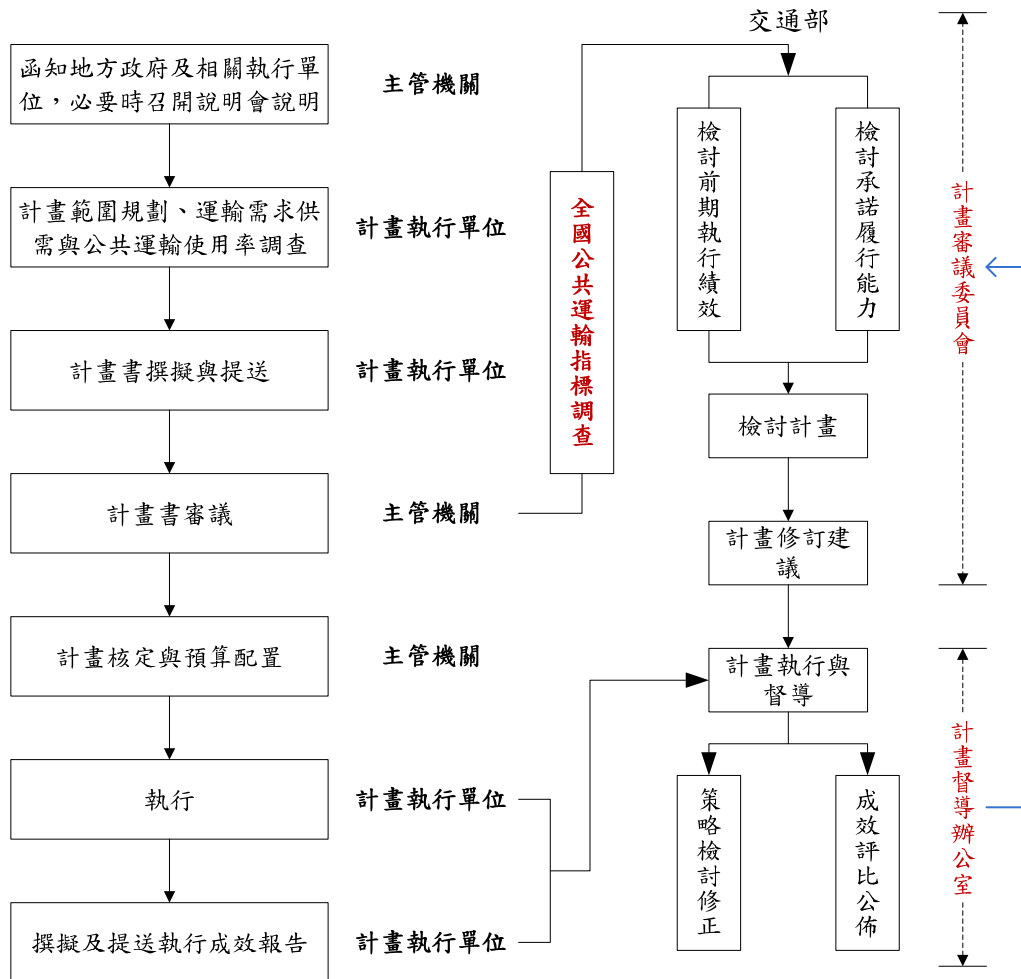 函知地方政府及相關執行單
位，必要時召開說明會說明
主管機關
計畫範圍規劃、運輸需求供
需與公共運輸使用率調查
計畫執行單位
計畫書撰擬與提送
計畫執行單位
計畫書審議
主管機關
計畫核定與預算配置
主管機關
執行
計畫執行單位
撰擬及提送執行成效報告
計畫執行單位
全國公共運輸指標調查
交通部
檢討前期執行績效
檢討承諾履行能力
檢討計畫
計畫修訂建
議
計畫執行與
督導
策略檢討修正
成效評比公佈
計畫審議委員會
計畫督導辦公室